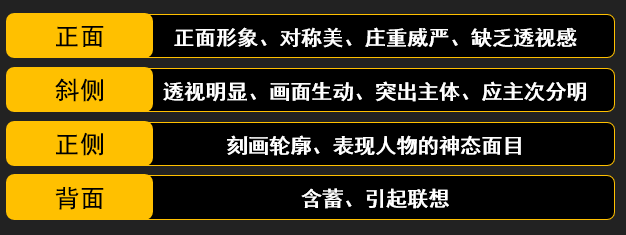 正面 正面形象、对称美、庄重威严、缺乏透视感
斜侧 透视明显、画面生动、突出主体、应主次分明
正侧 刻画轮廓、表现人物的神态面目
背面 含蓄、引起联想